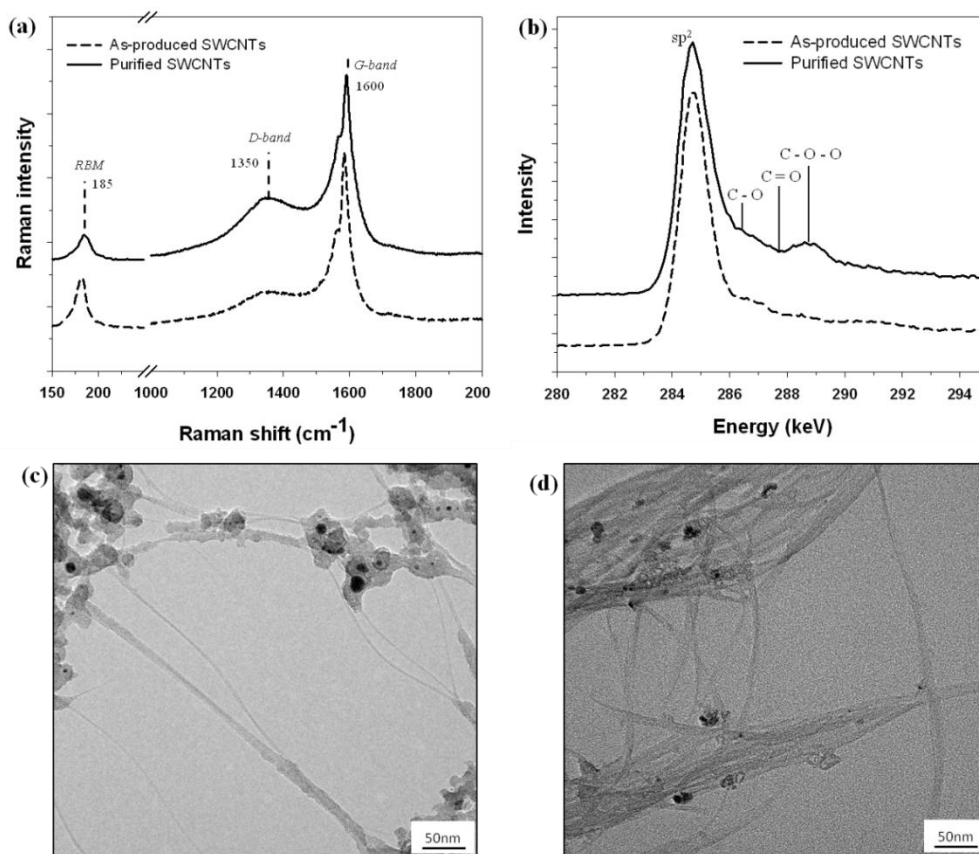 (a)
As-produced SWCNTs
Purified SWCNTs
G-band
1600
D-band
1350
RBM
185
Raman intensity
150 200 1000 1200 1400 1600 1800 200
Raman shift (cm⁻¹)
(b)
sp²
As-produced SWCNTs
Purified SWCNTs
C - O - O
C = O
C - O
Intensity
280 282 284 286 288 290 292 294
Energy (keV)
(c)
50nm
(d)
50nm